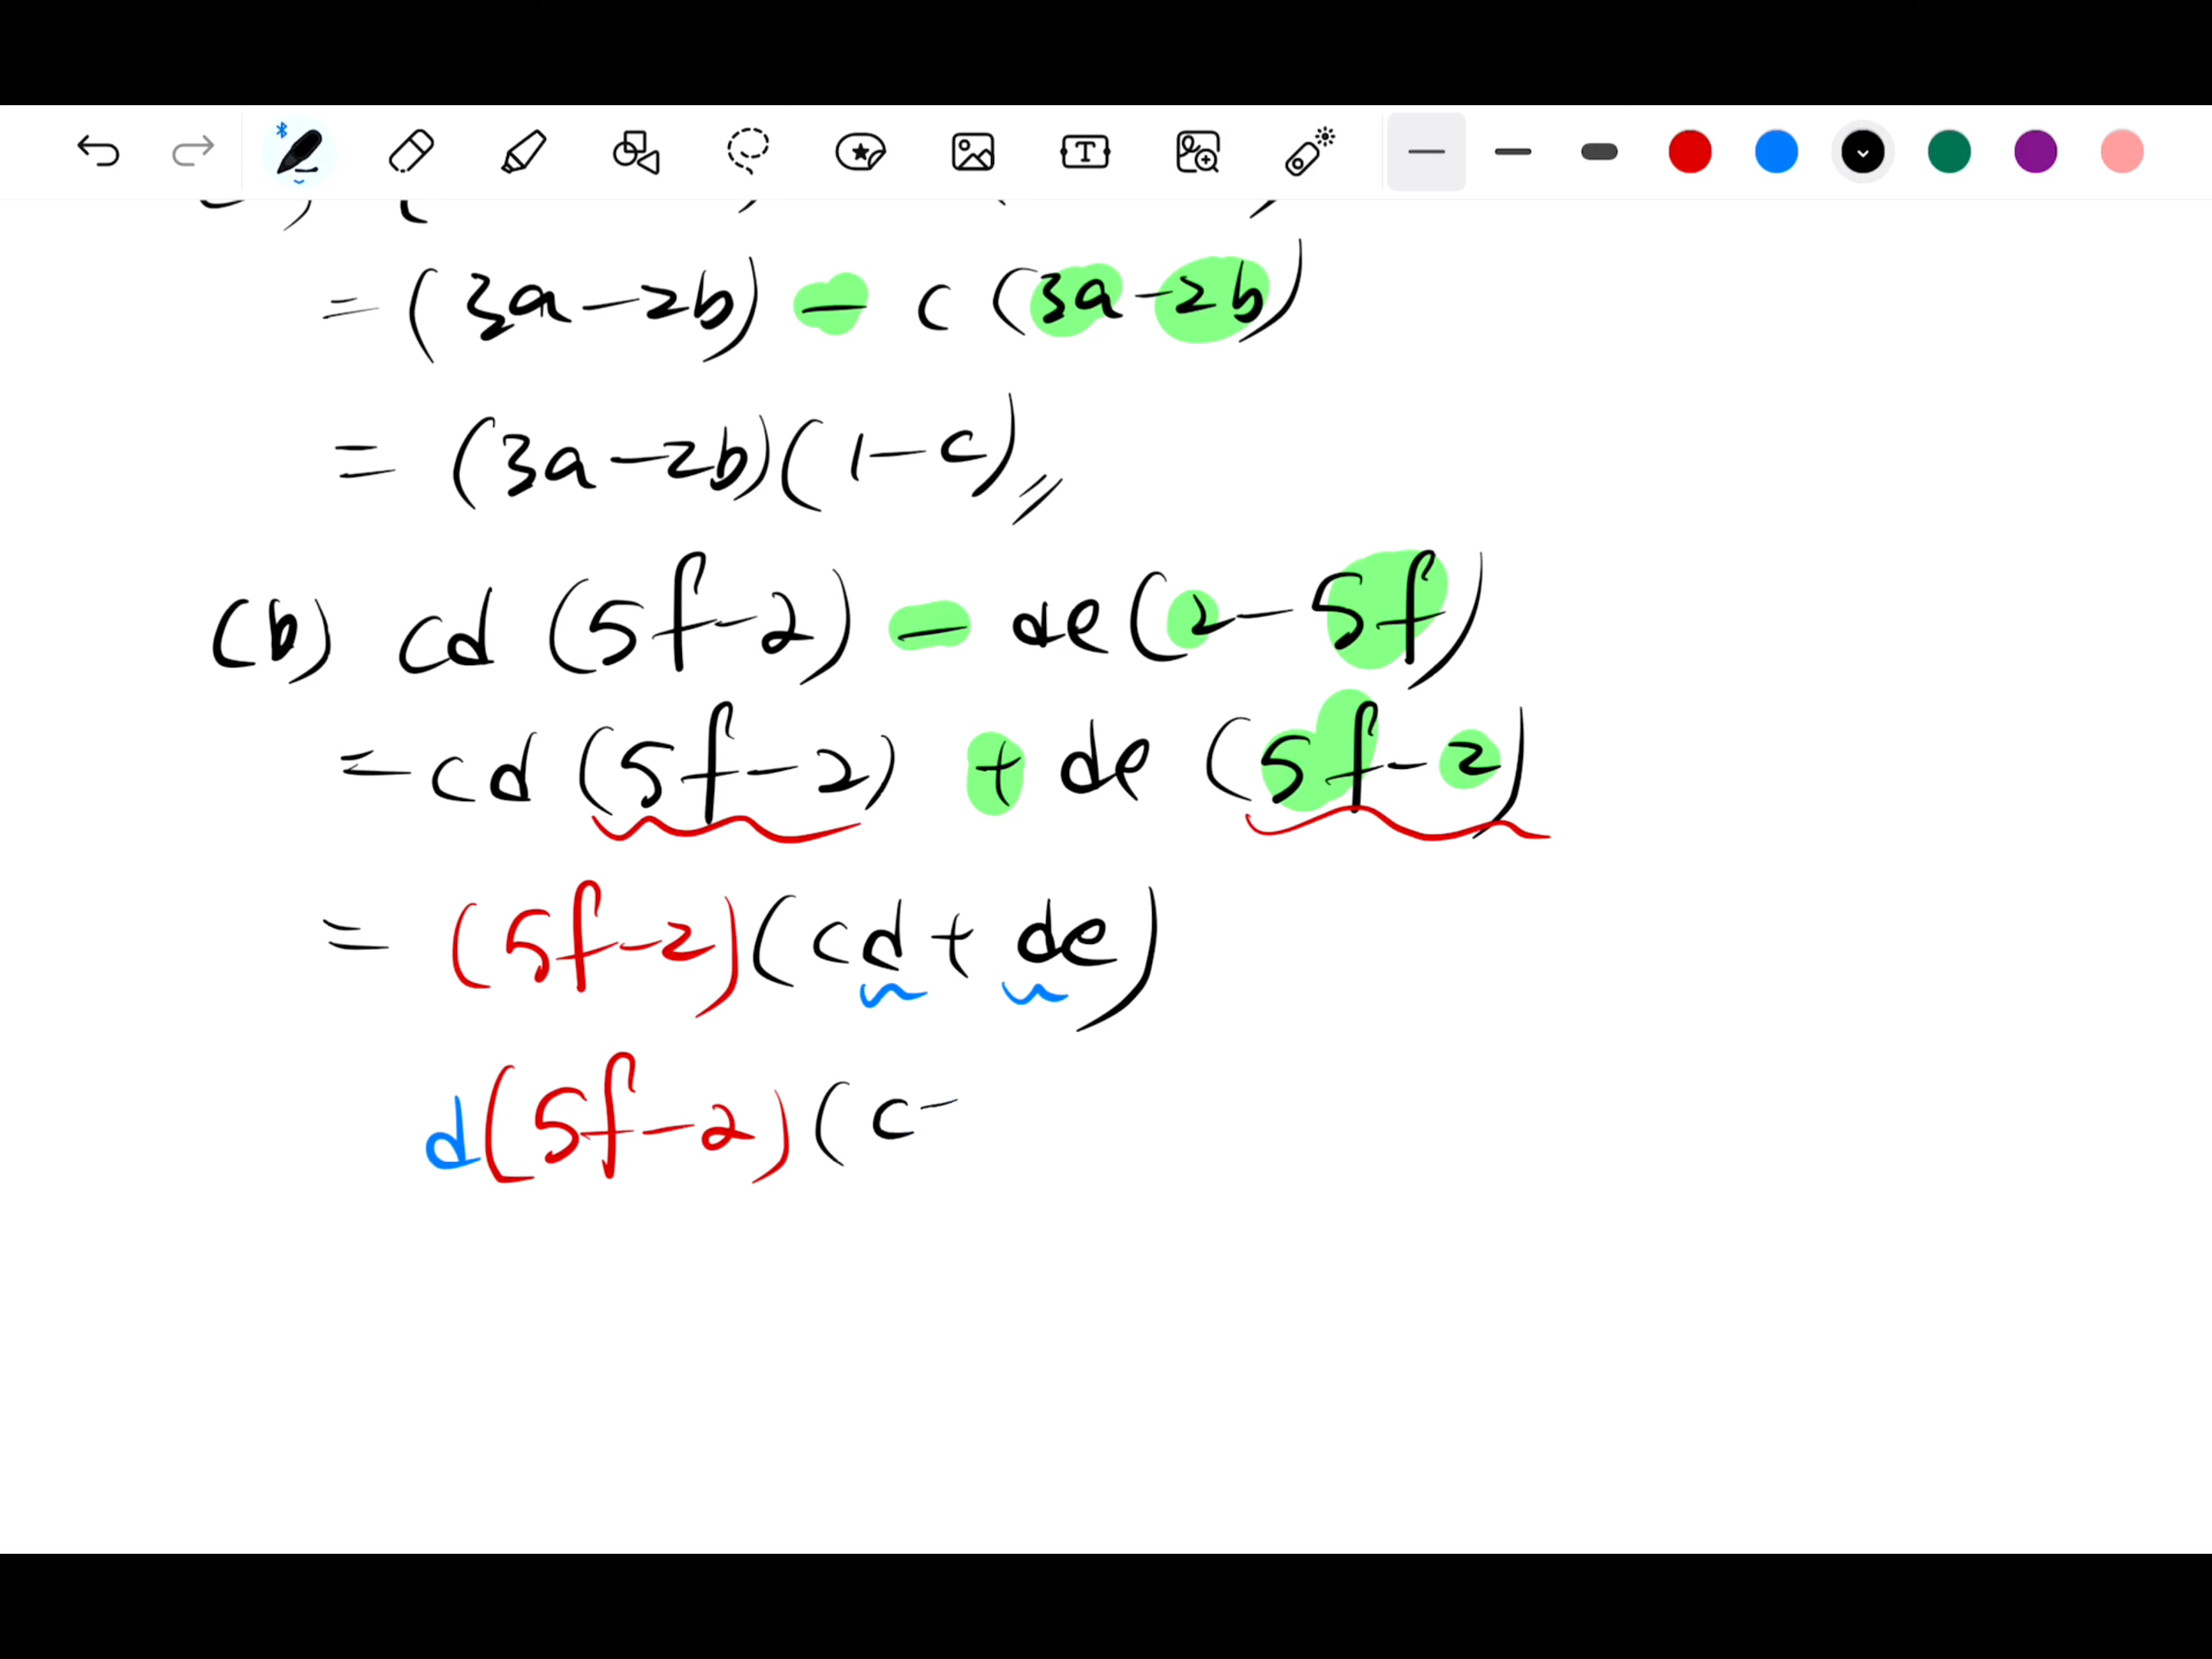 = (3a-2b) - c (3a-2b)
= (3a-2b)(1-c)
(b) cd (5f-2) - de(2-5f)
= cd (5f-2) + de (5f-2)
= (5f-2)(cd+de)
d(5f-2)(c-